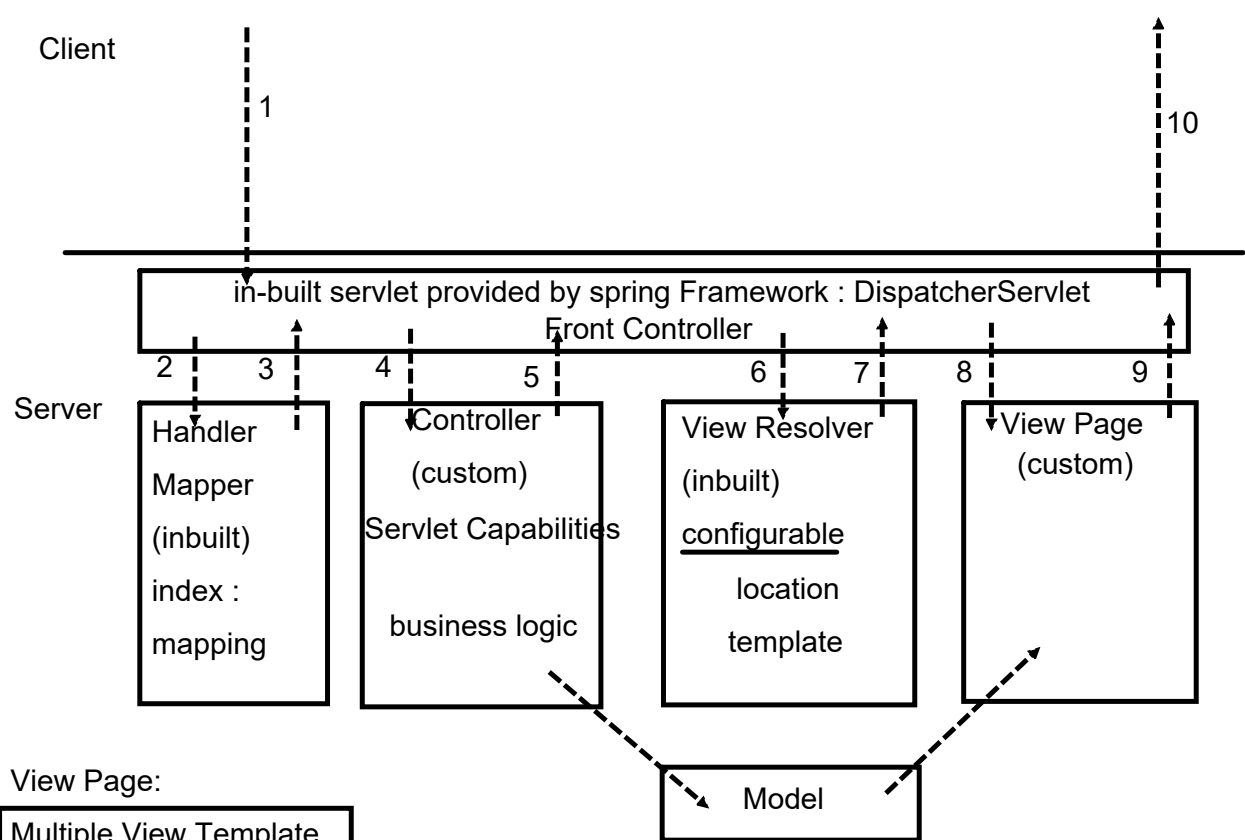 Client
1
10
in-built servlet provided by spring Framework : DispatcherServlet
Front Controller
2
3
4
5
6
7
8
9
Server
Handler
Mapper
(inbuilt)
index :
mapping
Controller
(custom)
Servlet Capabilities
business logic
View Resolver
(inbuilt)
configurable
location
template
View Page
(custom)
Model
View Page:
Multiple View Template